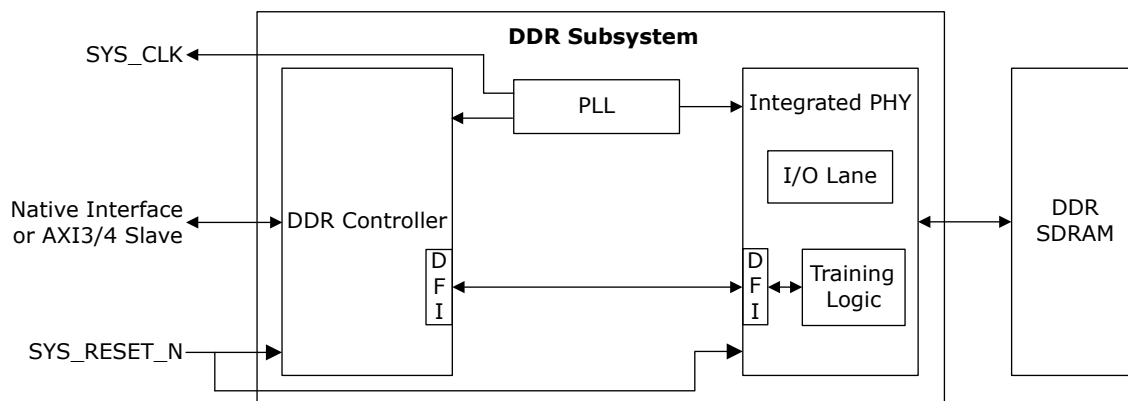 DDR Subsystem
SYS_CLK
PLL
Integrated PHY
I/O Lane
Native Interface
or AXI3/4 Slave
DDR Controller
DDR
SDRAM
D
F
I
D
F
I
Training
Logic
SYS_RESET_N